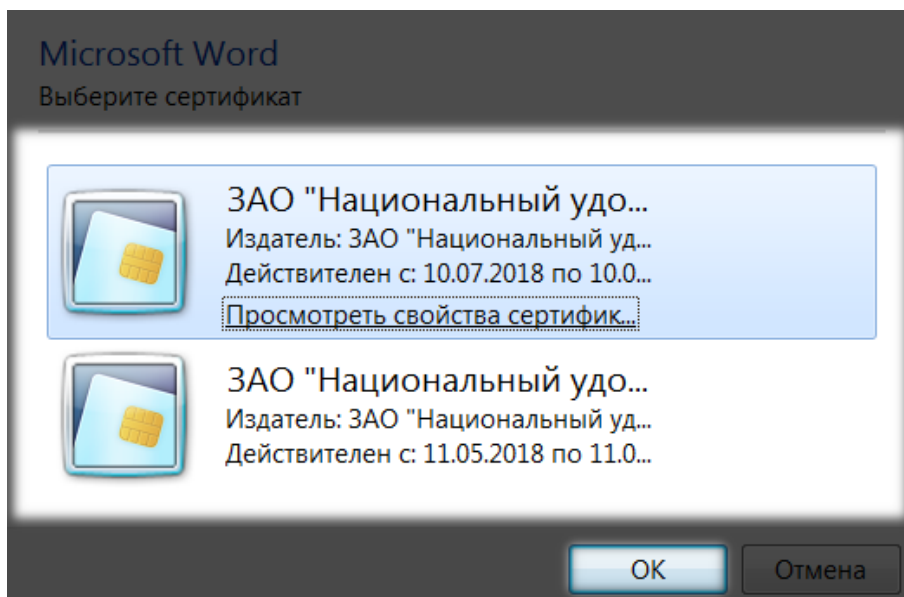 Microsoft Word
Выберите сертификат
ЗАО "Национальный удо...
Издатель: ЗАО "Национальный уд...
Действителен с: 10.07.2018 по 10.0...
Просмотреть свойства сертифик...
ЗАО "Национальный удо...
Издатель: ЗАО "Национальный уд...
Действителен с: 11.05.2018 по 11.0...
ОК
Отмена